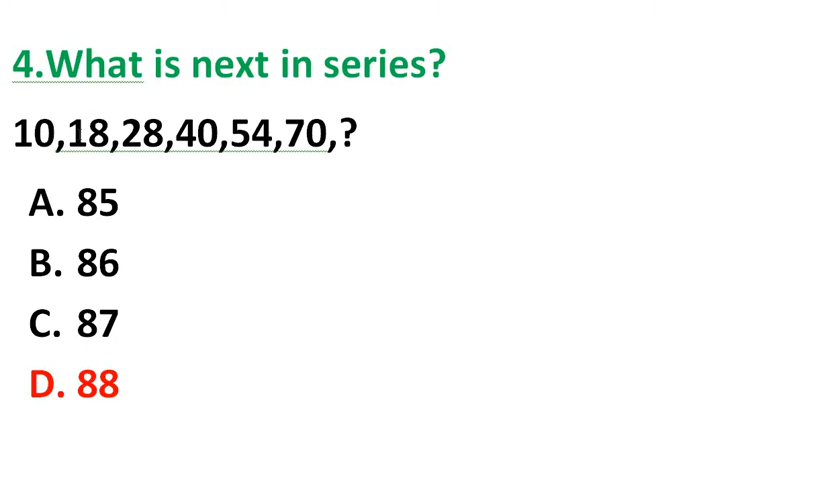 4.What is next in series?
10,18,28,40,54,70,?
A. 85
B. 86
C. 87
D. 88